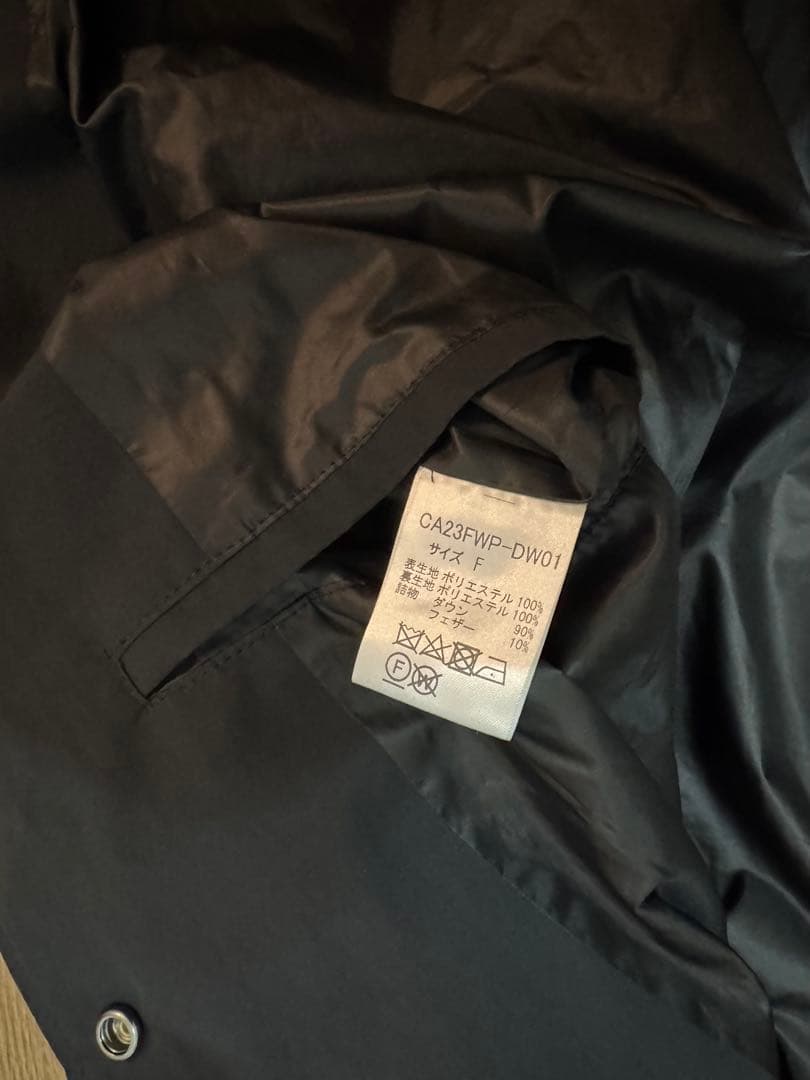 CA23FWP-DW01
サイズ F
表生地 ポリエステル 100%
裏生地 ポリエステル 100%
詰物 ダウン 90%
フェザー 10%
F W